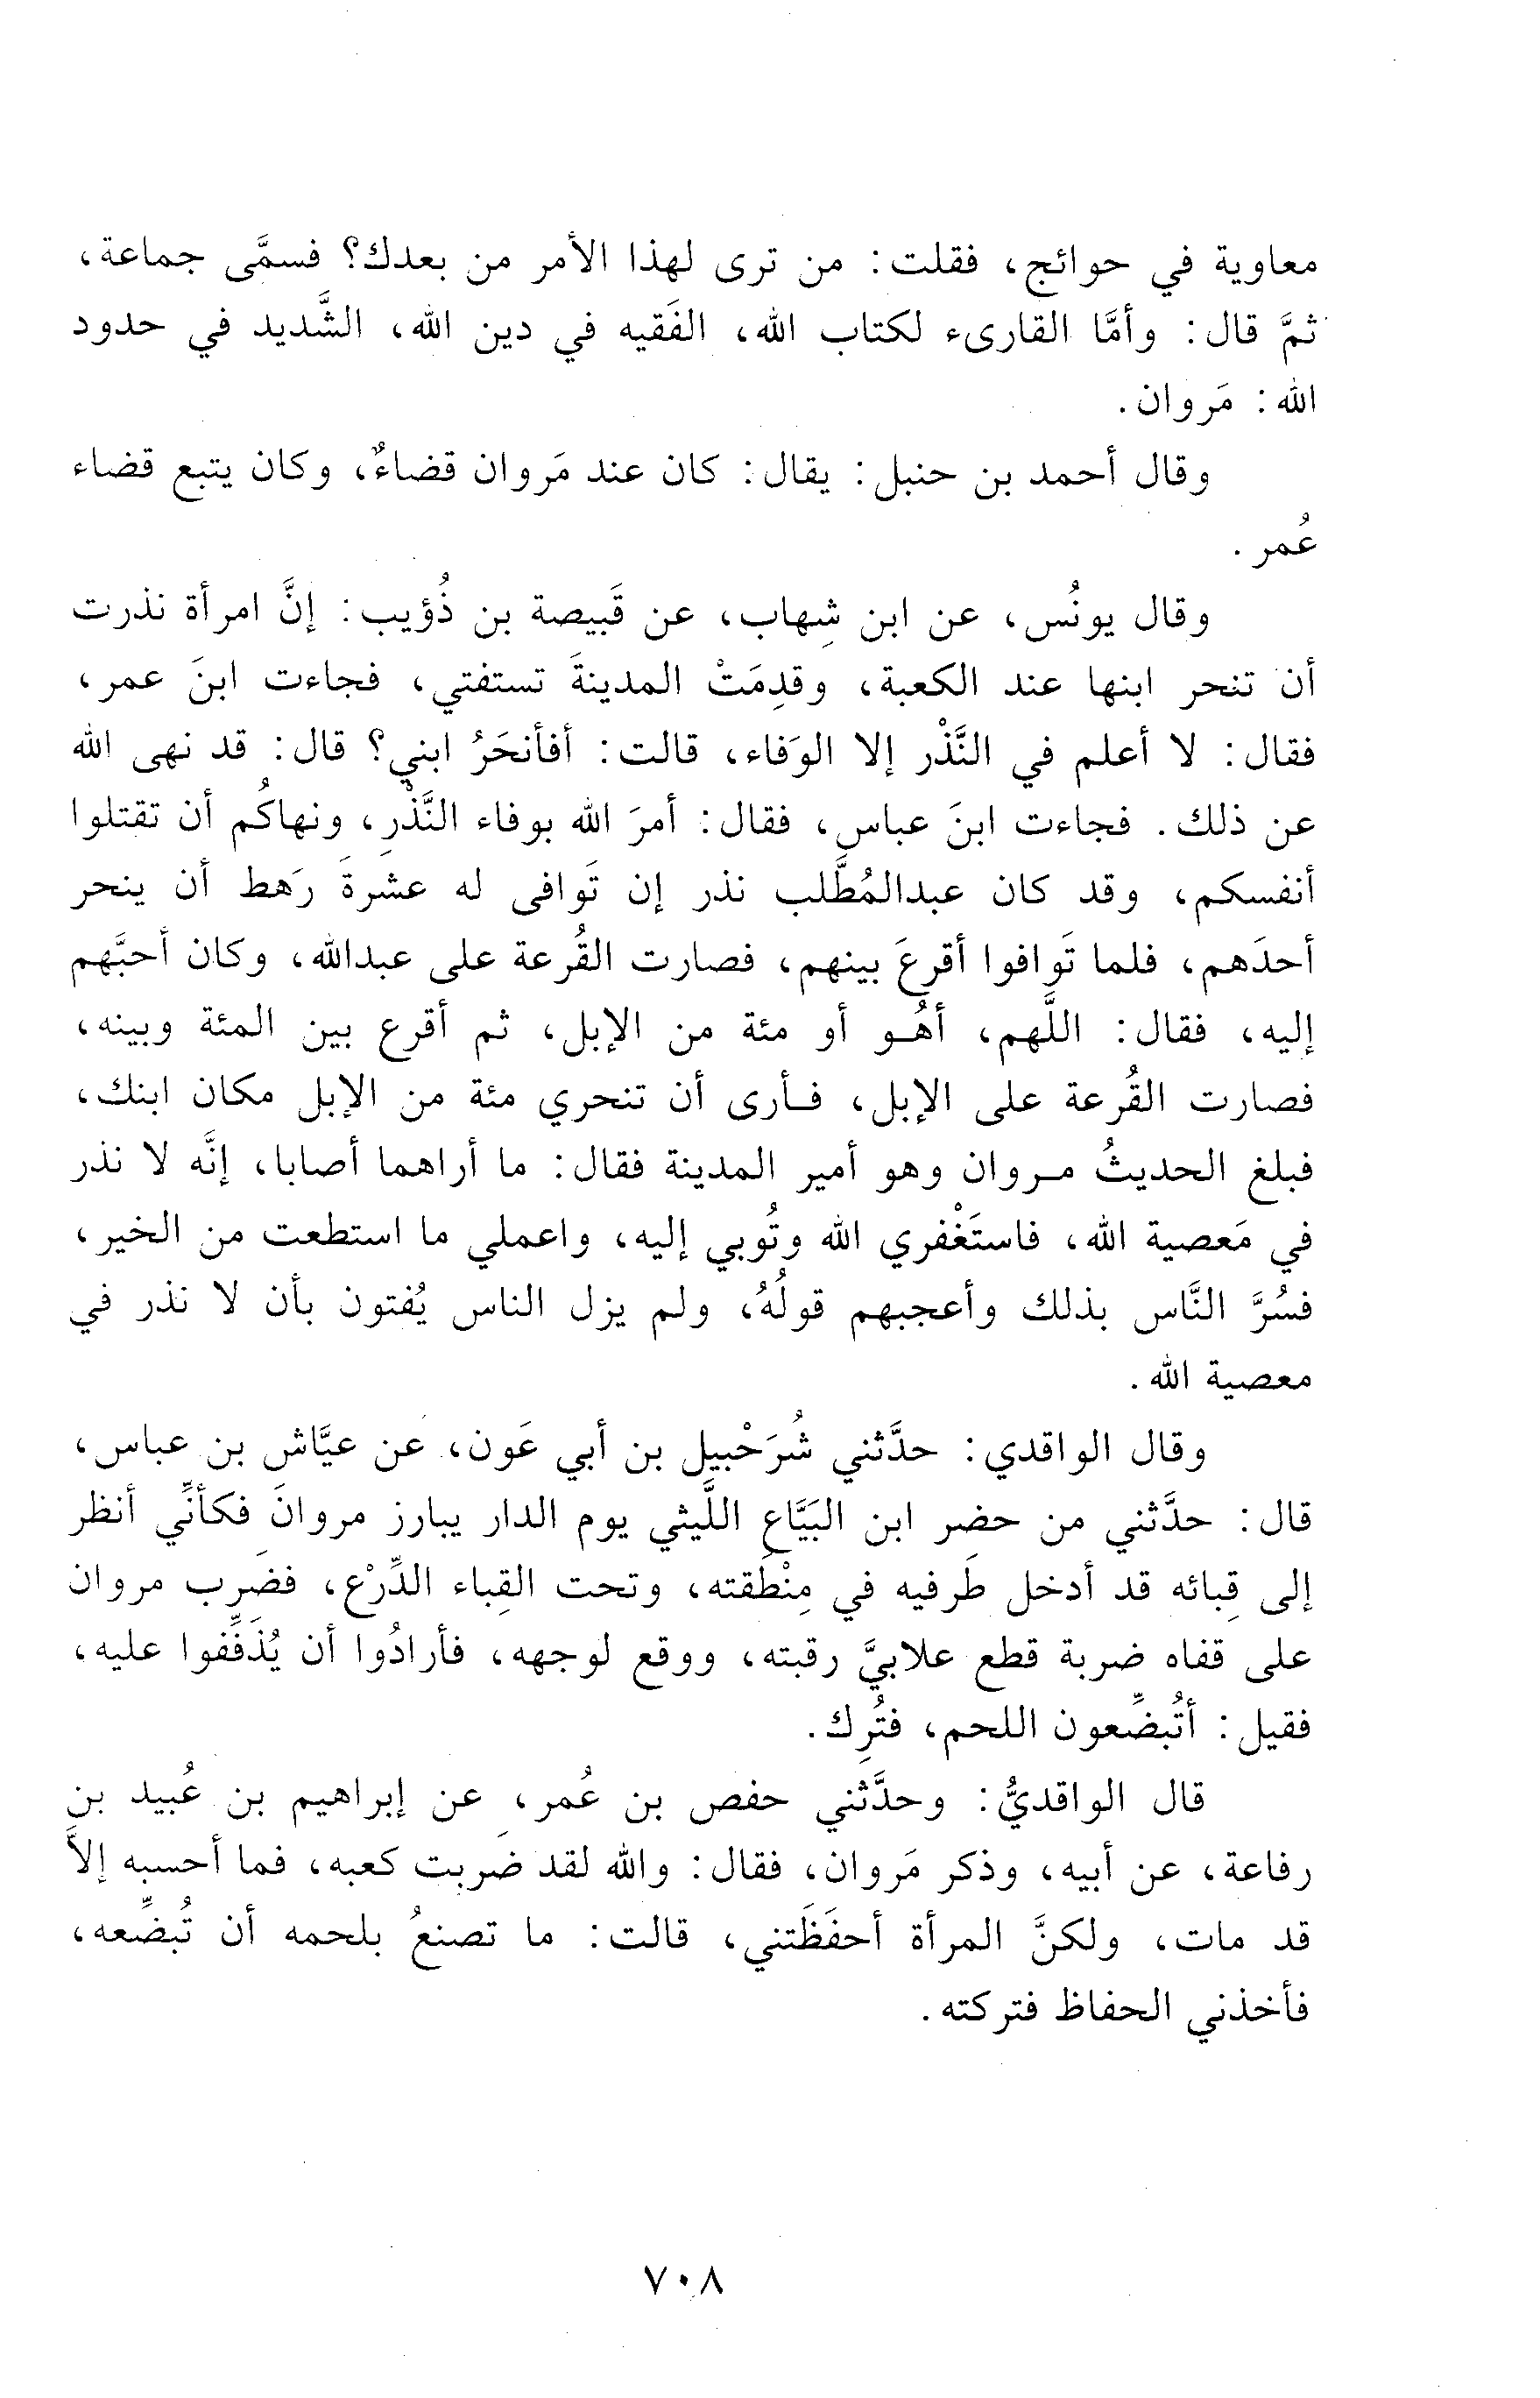 معاوية في حوائج، فقلت: من ترى لهذا الأمر من بعدك؟ فسمَّى جماعة،
ثمَّ قال: وأمَّا القارىء لكتاب الله، الفَقيه في دين الله، الشَّديد في حدود
الله: مَروان.
وقال أحمد بن حنبل: يقال: كان عند مَروان قضاءٌ، وكان يتبع قضاء
عُمر.
وقال يونُس، عن ابن شِهاب، عن قَبيصة بن ذُؤيب: إنَّ امرأة نذرت
أن تنحر ابنها عند الكعبة، وقدِمَتْ المدينةَ تستفتي، فجاءت ابنَ عمر،
فقال: لا أعلم في النَّذْر إلا الوَفاء، قالت: أفأنحَرُ ابني؟ قال: قد نهى الله
عن ذلك. فجاءت ابنَ عباس، فقال: أمرَ الله بوفاء النَّذْرِ، ونهاكُم أن تقتلوا
أنفسكم، وقد كان عبدالمُطَّلب نذر إن تَوافى له عشرةَ رَهط أن ينحر
أحدَهم، فلما تَوافوا أقرعَ بينهم، فصارت القُرعة على عبدالله، وكان أحبَّهم
إليه، فقال: اللَّهم، أهُـو أو مئة من الإبل، ثم أقرع بين المئة وبينه،
فصارت القُرعة على الإبل، فـأرى أن تنحري مئة من الإبل مكان ابنك،
فبلغ الحديثُ مـروان وهو أمير المدينة فقال: ما أراهما أصابا، إنَّه لا نذر
في مَعصية الله، فاستَغْفري الله وتُوبي إليه، واعملي ما استطعت من الخير،
فسُرَّ النَّاس بذلك وأعجبهم قولُهُ، ولم يزل الناس يُفتون بأن لا نذر في
معصية الله.
وقال الواقدي: حدَّثني شُرَحْبيل بن أبي عَون، عن عيَّاش بن عباس،
قال: حدَّثني من حضر ابن البَيَّاعِ اللَّيثي يوم الدار يبارز مروانَ فكأنِّي أنظر
إلى قِبائه قد أدخل طَرفيه في مِنْطَقته، وتحت القِباء الدِّرْع، فضَرب مروان
على قفاه ضربة قطع علابيَّ رقبته، ووقع لوجهه، فأرادُوا أن يُذَفِّفوا عليه،
فقيل: أتُبضِّعون اللحم، فتُرِك.
قال الواقديُّ: وحدَّثني حفص بن عُمر، عن إبراهيم بن عُبيد بن
رفاعة، عن أبيه، وذكر مَروان، فقال: والله لقد ضَربت كعبه، فما أحسبه إلاَّ
قد مات، ولكنَّ المرأة أحفَظَتني، قالت: ما تصنعُ بلحمه أن تُبضِّعه،
فأخذني الحفاظ فتركته.
٧٠٨